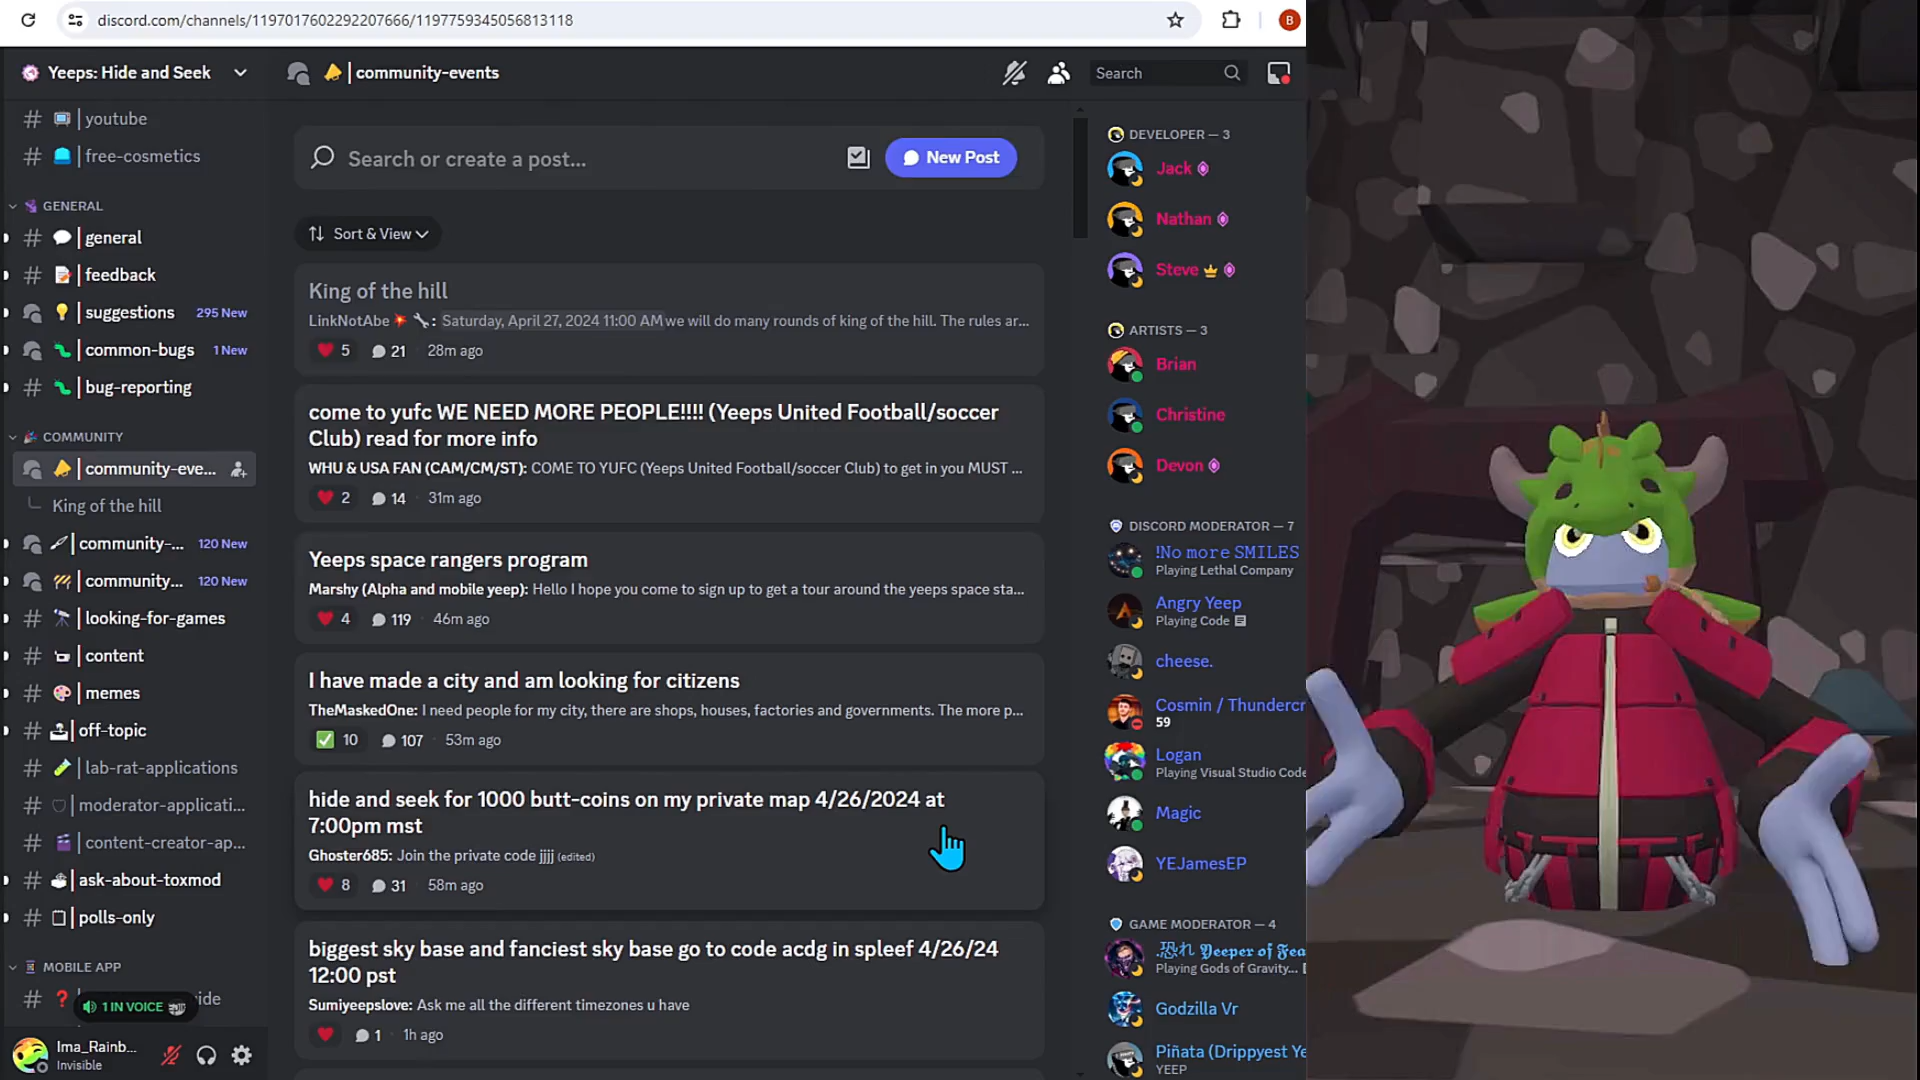 discord.com/channels/1197017602292207666/1197759345056813118
B
Yeeps: Hide and Seek
| community-events
Search
# | youtube
# | free-cosmetics
GENERAL
# | general
# | feedback
| suggestions 295 New
| common-bugs 1 New
# | bug-reporting
COMMUNITY
| community-eve...
King of the hill
| community-... 120 New
| community... 120 New
# | looking-for-games
# | content
# | memes
# | off-topic
# | lab-rat-applications
# | moderator-applicati...
# | content-creator-ap...
# | ask-about-toxmod
# | polls-only
MOBILE APP
# ide
1 IN VOICE
Ima_Rainb...
Invisible
Search or create a post...
New Post
Sort & View
King of the hill
LinkNotAbe : Saturday, April 27, 2024 11:00 AM we will do many rounds of king of the hill. The rules ar...
5 21 28m ago
come to yufc WE NEED MORE PEOPLE!!!! (Yeeps United Football/soccer
Club) read for more info
WHU & USA FAN (CAM/CM/ST): COME TO YUFC (Yeeps United Football/soccer Club) to get in you MUST ...
2 14 31m ago
Yeeps space rangers program
Marshy (Alpha and mobile yeep): Hello I hope you come to sign up to get a tour around the yeeps space sta...
4 119 46m ago
I have made a city and am looking for citizens
TheMaskedOne: I need people for my city, there are shops, houses, factories and governments. The more p...
10 107 53m ago
hide and seek for 1000 butt-coins on my private map 4/26/2024 at
7:00pm mst
Ghoster685: Join the private code jjjj (edited)
8 31 58m ago
biggest sky base and fanciest sky base go to code acdg in spleef 4/26/24
12:00 pst
Sumiyeepslove: Ask me all the different timezones u have
1 1h ago
DEVELOPER — 3
Jack
Nathan
Steve
ARTISTS — 3
Brian
Christine
Devon
DISCORD MODERATOR — 7
!No more SMILES
Playing Lethal Company
Angry Yeep
Playing Code
cheese.
Cosmin / Thundercr
59
Logan
Playing Visual Studio Code
Magic
YEJamesEP
GAME MODERATOR — 4
.恐れ 𝖄𝖊𝖊𝖕𝖊𝖗 𝖔𝖋 𝕱𝖊𝖆
Playing Gods of Gravity...
Godzilla Vr
Piñata (Drippyest Ye
YEEP